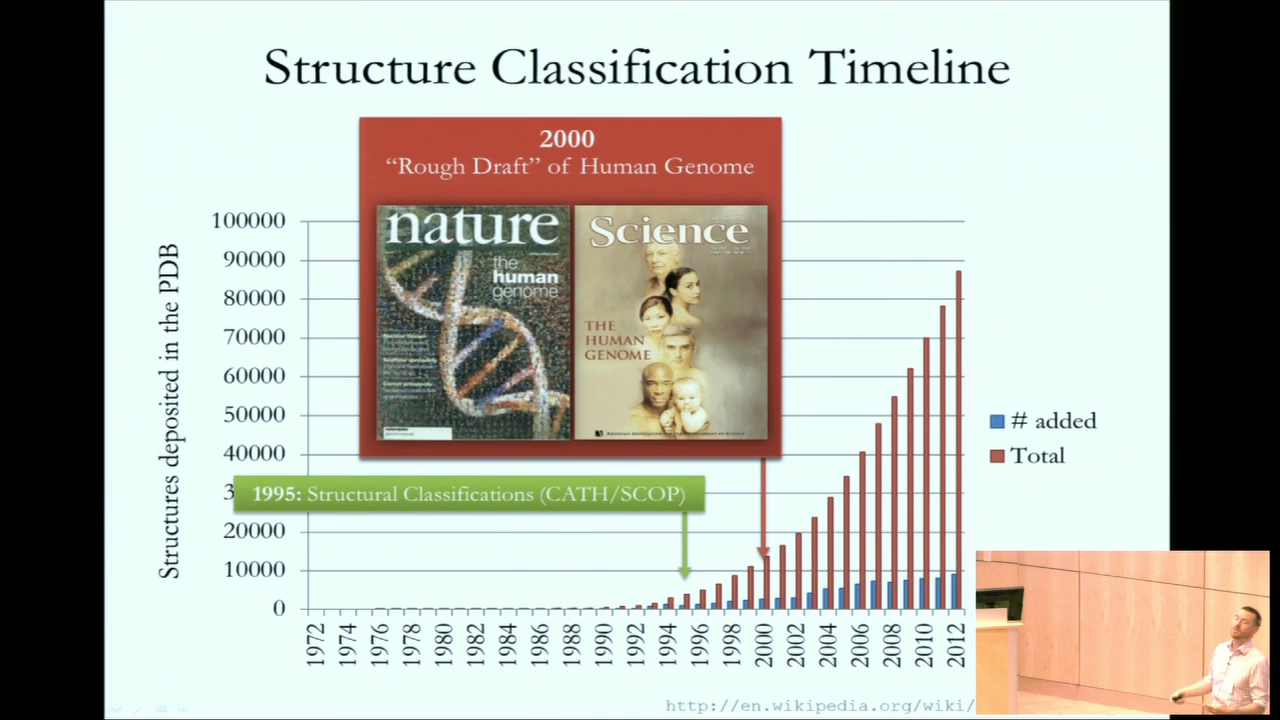 Structure Classification Timeline
2000
“Rough Draft” of Human Genome
nature
the
human
genome
Science
THE
HUMAN
GENOME
Structures deposited in the PDB
100000
90000
80000
70000
60000
50000
40000
3
20000
10000
0
1995: Structural Classifications (CATH/SCOP)
# added
Total
1972
1974
1976
1978
1980
1982
1984
1986
1988
1990
1992
1994
1996
1998
2000
2002
2004
2006
2008
2010
2012
http://en.wikipedia.org/wiki/